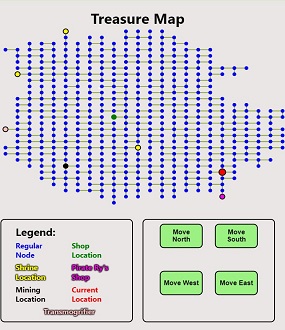 Treasure Map
Legend:
Regular Node
Shop Location
Shrine Location
Pirate Ry's Shop
Mining Location
Current Location
Transmogrifier
Move North
Move South
Move West
Move East